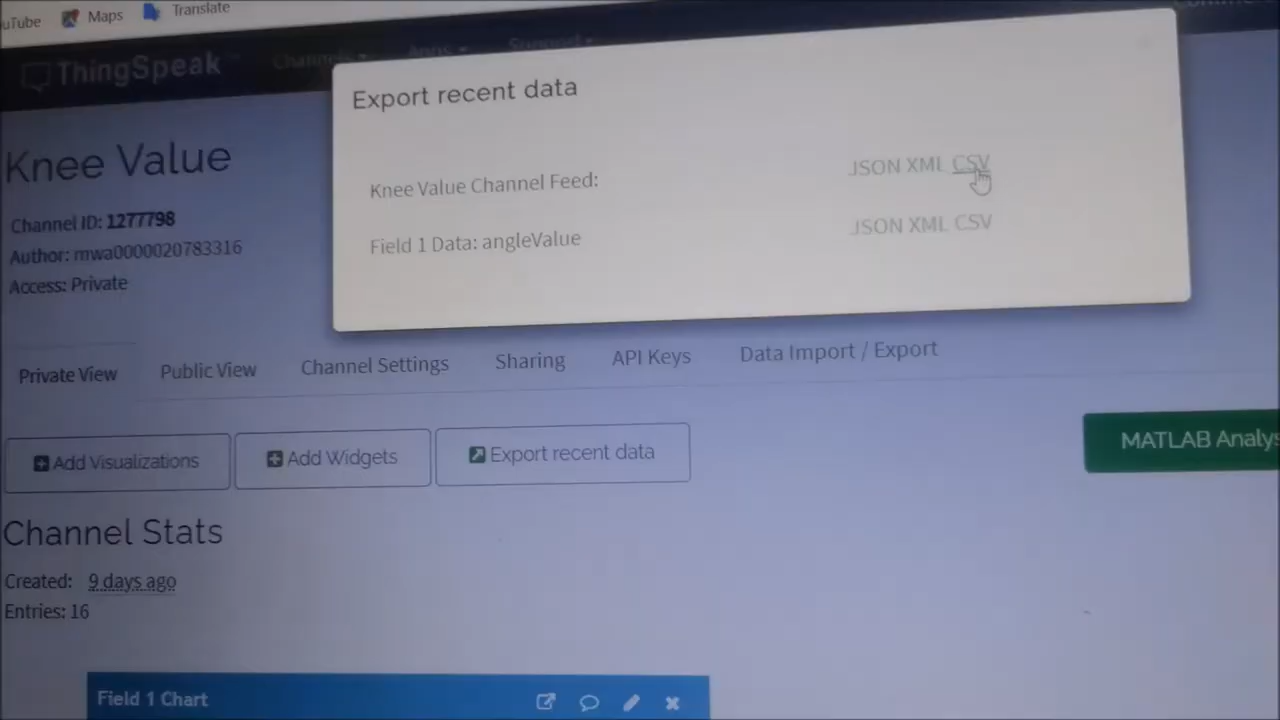 uTube Maps Translate
ThingSpeak Channels Apps Support
Export recent data
Knee Value Channel Feed: JSON XML CSV
Field 1 Data: angleValue JSON XML CSV
Knee Value
Channel ID: 1277798
Author: mwa0000020783316
Access: Private
Private View Public View Channel Settings Sharing API Keys Data Import / Export
Add Visualizations Add Widgets Export recent data MATLAB Analys
Channel Stats
Created: 9 days ago
Entries: 16
Field 1 Chart